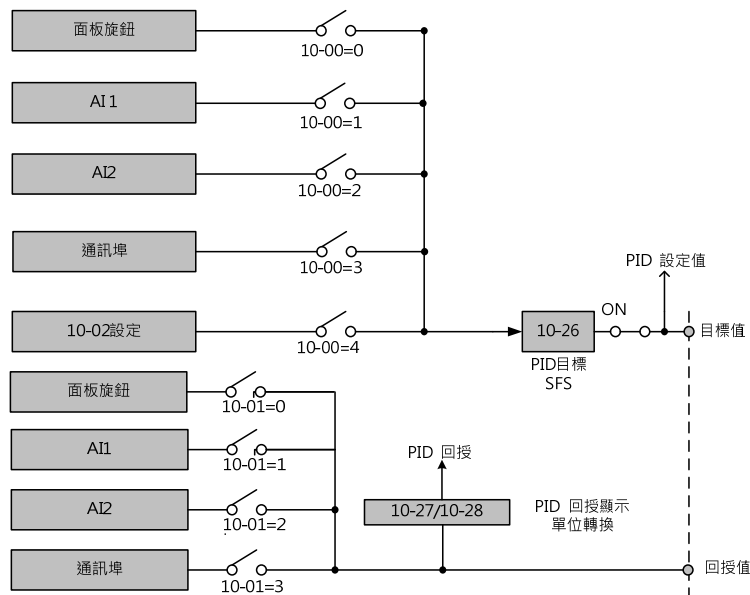 面板旋鈕
10-00=0
AI 1
10-00=1
AI2
10-00=2
通訊埠
10-00=3
PID 設定值
10-02設定
10-00=4
10-26
ON
目標值
PID目標
SFS
面板旋鈕
10-01=0
AI1
10-01=1
PID 回授
AI2
10-01=2
10-27/10-28
PID 回授顯示
單位轉換
通訊埠
10-01=3
回授值